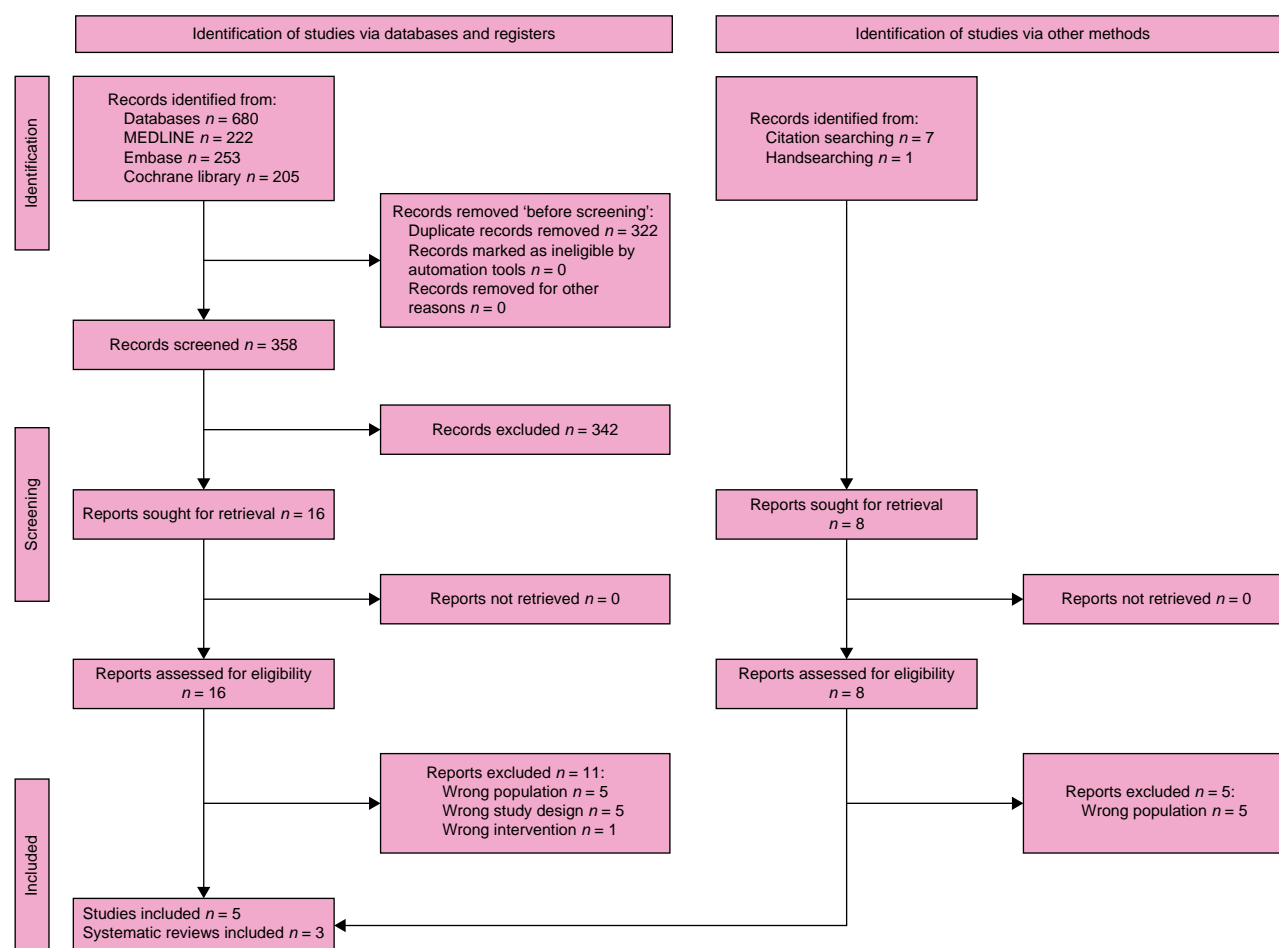 Identification of studies via databases and registers
Identification of studies via other methods
Identification
Records identified from:
Databases n = 680
MEDLINE n = 222
Embase n = 253
Cochrane library n = 205
Records identified from:
Citation searching n = 7
Handsearching n = 1
Records removed ‘before screening’:
Duplicate records removed n = 322
Records marked as ineligible by
automation tools n = 0
Records removed for other
reasons n = 0
Records screened n = 358
Screening
Records excluded n = 342
Reports sought for retrieval n = 16
Reports sought for retrieval
n = 8
Reports not retrieved n = 0
Reports not retrieved n = 0
Reports assessed for eligibility
n = 16
Reports assessed for eligibility
n = 8
Included
Reports excluded n = 11:
Wrong population n = 5
Wrong study design n = 5
Wrong intervention n = 1
Reports excluded n = 5:
Wrong population n = 5
Studies included n = 5
Systematic reviews included n = 3